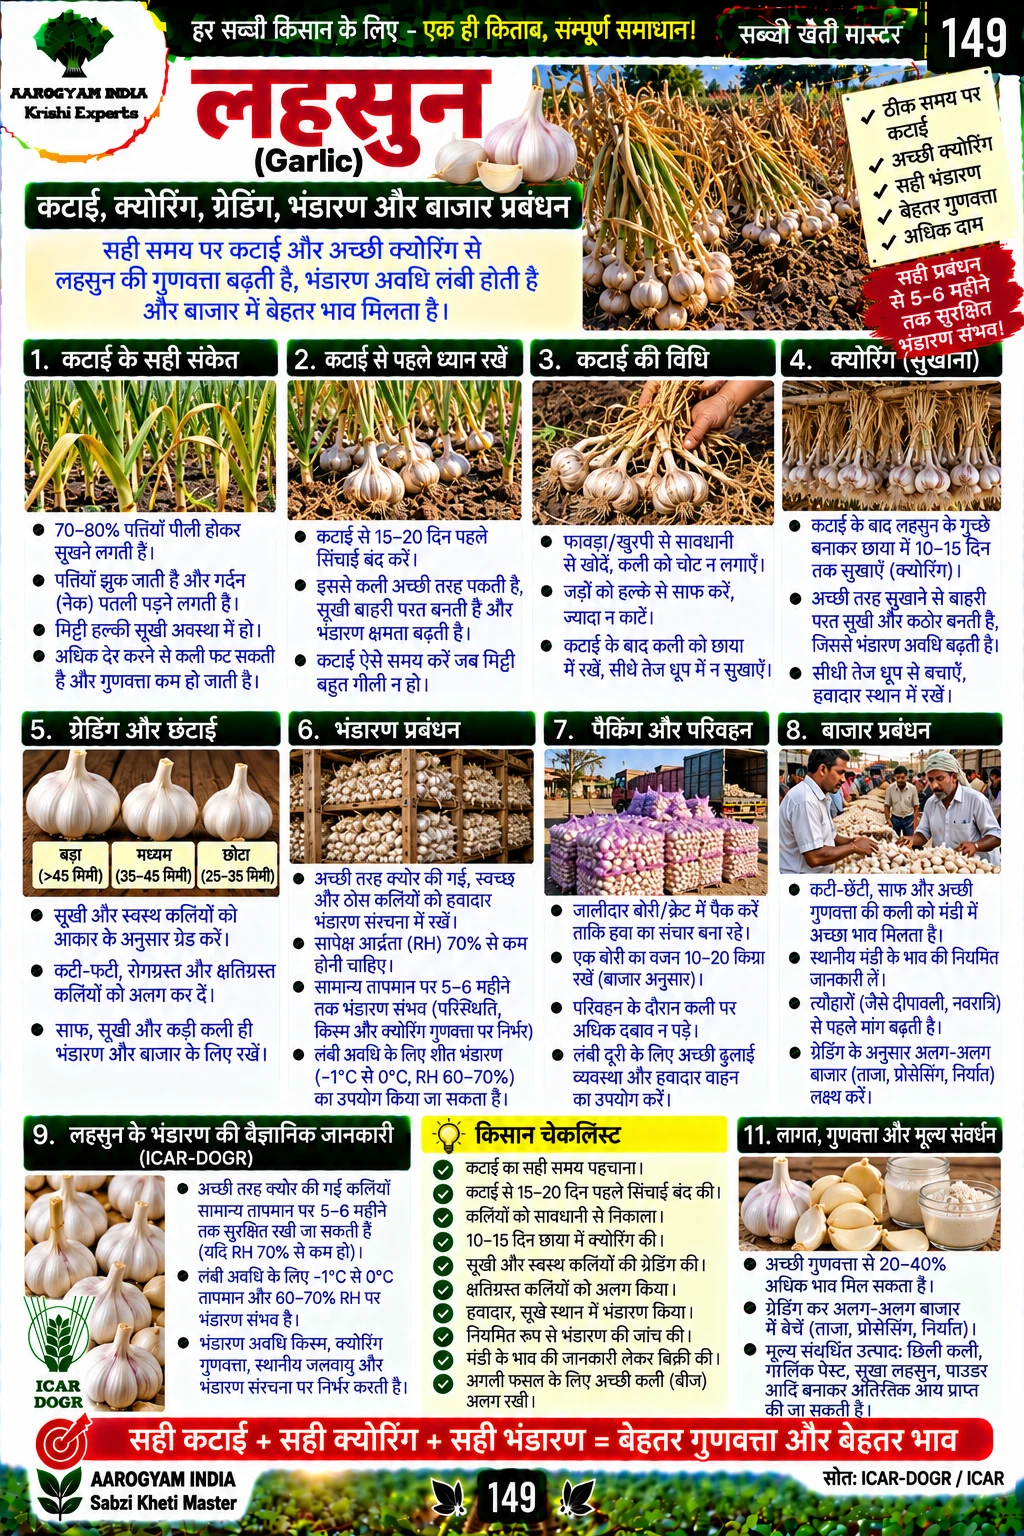 AAROGYAM INDIA
Krishi Experts
हर सब्जी किसान के लिए – एक ही किताब, सम्पूर्ण समाधान!
सब्जी खेती मास्टर
149
लहसुन
(Garlic)
कटाई, क्योरिंग, ग्रेडिंग, भंडारण और बाजार प्रबंधन
सही समय पर कटाई और अच्छी क्योरिंग से
लहसुन की गुणवत्ता बढ़ती है, भंडारण अवधि लंबी होती है
और बाजार में बेहतर भाव मिलता है।
✓ ठीक समय पर
कटाई
✓ अच्छी क्योरिंग
✓ सही भंडारण
✓ बेहतर गुणवत्ता
✓ अधिक दाम
सही प्रबंधन
से 5-6 महीने
तक सुरक्षित
भंडारण संभव!
1. कटाई के सही संकेत
• 70–80% पत्तियाँ पीली होकर
सूखने लगती हैं।
• पत्तियाँ झुक जाती है और गर्दन
(नेक) पतली पड़ने लगती है।
• मिट्टी हल्की सूखी अवस्था में हो।
• अधिक देर करने से कली फट सकती
है और गुणवत्ता कम हो जाती है।
2. कटाई से पहले ध्यान रखें
• कटाई से 15–20 दिन पहले
सिंचाई बंद करें।
• इससे कली अच्छी तरह पकती है,
सूखी बाहरी परत बनती है और
भंडारण क्षमता बढ़ती है।
• कटाई ऐसे समय करें जब मिट्टी
बहुत गीली न हो।
3. कटाई की विधि
• फावड़ा/खुरपी से सावधानी
से खोदें, कली को चोट न लगाएँ।
• जड़ों को हल्के से साफ करें,
ज्यादा न काटें।
• कटाई के बाद कली को छाया
में रखें, सीधे तेज धूप में न सुखाएँ।
4. क्योरिंग (सुखाना)
• कटाई के बाद लहसुन के गुच्छे
बनाकर छाया में 10–15 दिन
तक सुखाएँ (क्योरिंग)।
• अच्छी तरह सुखाने से बाहरी
परत सूखी और कठोर बनती है,
जिससे भंडारण अवधि बढ़ती है।
• सीधी तेज धूप से बचाएँ,
हवादार स्थान में रखें।
5. ग्रेडिंग और छंटाई
बड़ा
(>45 मिमी)
मध्यम
(35–45 मिमी)
छोटा
(25-35 मिमी)
• सूखी और स्वस्थ कलियों को
आकार के अनुसार ग्रेड करें।
• कटी-फटी, रोगग्रस्त और क्षतिग्रस्त
कलियों को अलग कर दें।
• साफ, सूखी और कड़ी कली ही
भंडारण और बाजार के लिए रखें।
6. भंडारण प्रबंधन
• अच्छी तरह क्योर की गई, स्वच्छ
और ठोस कलियों को हवादार
भंडारण संरचना में रखें।
• सापेक्ष आर्द्रता (RH) 70% से कम
होनी चाहिए।
• सामान्य तापमान पर 5–6 महीने
तक भंडारण संभव (परिस्थिति,
किस्म और क्योरिंग गुणवत्ता पर निर्भर)
• लंबी अवधि के लिए शीत भंडारण
(–1°C से 0°C, RH 60–70%)
का उपयोग किया जा सकता है।
7. पैकिंग और परिवहन
• जालीदार बोरी/क्रेट में पैक करें
ताकि हवा का संचार बना रहे।
• एक बोरी का वजन 10–20 किग्रा
रखें (बाजार अनुसार)।
• परिवहन के दौरान कली पर
अधिक दबाव न पड़े।
• लंबी दूरी के लिए अच्छी ढुलाई
व्यवस्था और हवादार वाहन
का उपयोग करें।
8. बाजार प्रबंधन
• कटी-छँटी, साफ और अच्छी
गुणवत्ता की कली को मंडी में
अच्छा भाव मिलता है।
• स्थानीय मंडी के भाव की नियमित
जानकारी लें।
• त्यौहारों (जैसे दीपावली, नवरात्रि)
से पहले मांग बढ़ती है।
• ग्रेडिंग के अनुसार अलग-अलग
बाजार (ताजा, प्रोसेसिंग, निर्यात)
लक्ष्य करें।
9. लहसुन के भंडारण की वैज्ञानिक जानकारी
(ICAR-DOGR)
• अच्छी तरह क्योर की गई कलियाँ
सामान्य तापमान पर 5-6 महीने
तक सुरक्षित रखी जा सकती हैं
(यदि RH 70% से कम हो)।
• लंबी अवधि के लिए –1°C से 0°C
तापमान और 60–70% RH पर
भंडारण संभव है।
• भंडारण अवधि किस्म, क्योरिंग
गुणवत्ता, स्थानीय जलवायु और
भंडारण संरचना पर निर्भर करती है।
ICAR
DOGR
किसान चेकलिस्ट
कटाई का सही समय पहचाना।
कटाई से 15–20 दिन पहले सिंचाई बंद की।
कलियों को सावधानी से निकाला।
10–15 दिन छाया में क्योरिंग की।
सूखी और स्वस्थ कलियों की ग्रेडिंग की।
क्षतिग्रस्त कलियों को अलग किया।
हवादार, सूखे स्थान में भंडारण किया।
नियमित रूप से भंडारण की जांच की।
मंडी के भाव की जानकारी लेकर बिक्री की।
अगली फसल के लिए अच्छी कली (बीज)
अलग रखी।
11. लागत, गुणवत्ता और मूल्य संवर्धन
• अच्छी गुणवत्ता से 20–40%
अधिक भाव मिल सकता है।
• ग्रेडिंग कर अलग-अलग बाजार
में बेचें (ताजा, प्रोसेसिंग, निर्यात)।
• मूल्य संवर्धित उत्पाद: छिली कली,
गार्लिक पेस्ट, सूखा लहसुन, पाउडर
आदि बनाकर अतिरिक्त आय प्राप्त
की जा सकती है।
सही कटाई + सही क्योरिंग + सही भंडारण = बेहतर गुणवत्ता और बेहतर भाव
AAROGYAM INDIA
Sabzi Kheti Master
149
स्रोत: ICAR-DOGR / ICAR